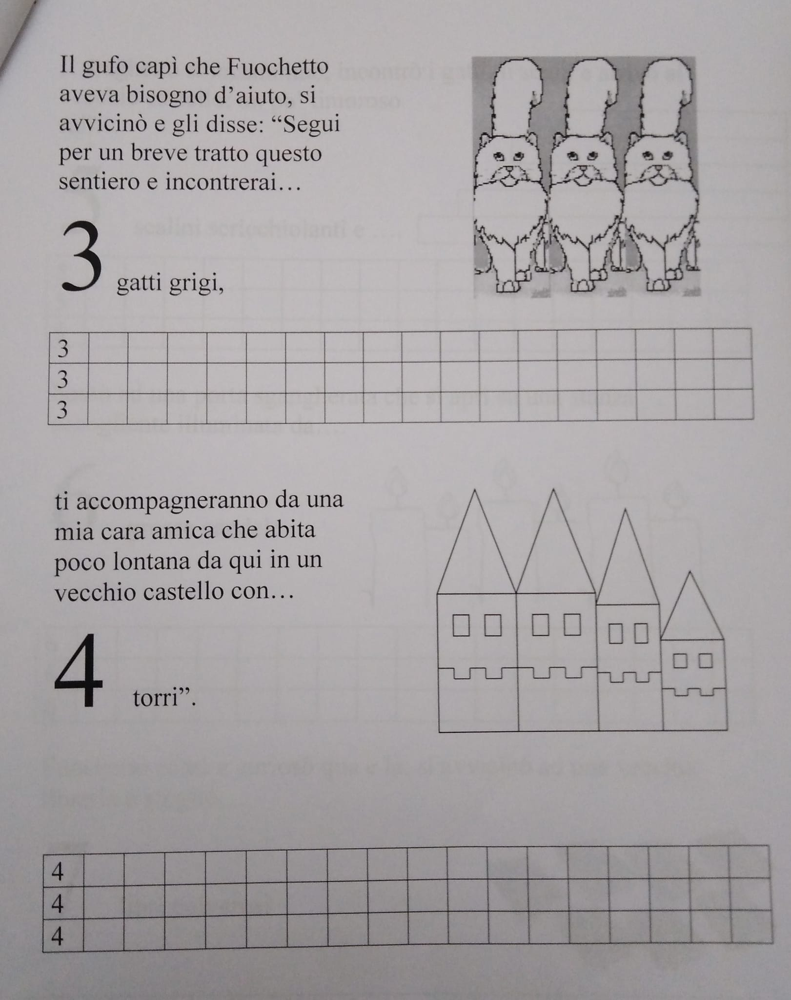 Il gufo capì che Fuochetto
aveva bisogno d’aiuto, si
avvicinò e gli disse: “Segui
per un breve tratto questo
sentiero e incontrerai…
3 gatti grigi,
3
3
3
ti accompagneranno da una
mia cara amica che abita
poco lontana da qui in un
vecchio castello con…
4 torri”.
4
4
4